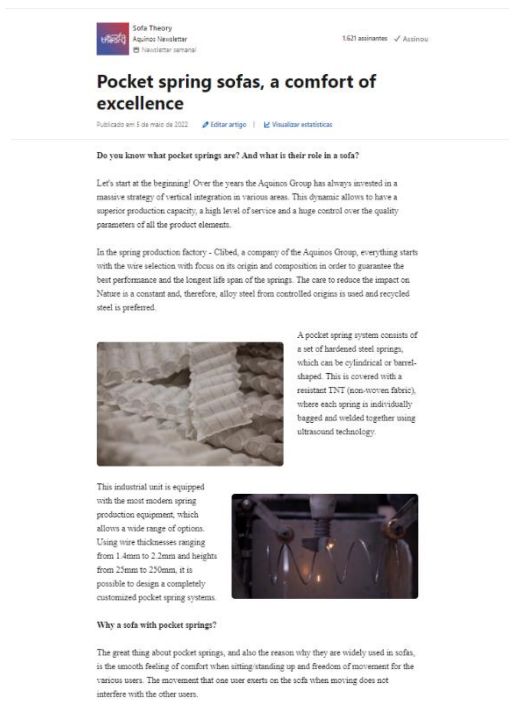 Sofa Theory
Aquinos Newsletter
Newsletter semanal
1.621 assinantes ✓ Assinou
sofa
theory
Pocket spring sofas, a comfort of
excellence
Publicado em 3 de maio de 2022 Editar artigo | Visualizar estatísticas
Do you know what pocket springs are? And what is their role in a sofa?
Let's start at the beginning! Over the years the Aquinos Group has always invested in a
massive strategy of vertical integration in various areas. This dynamic allows to have a
superior production capacity, a high level of service and a huge control over the quality
parameters of all the product elements.
In the spring production factory - Clibed, a company of the Aquinos Group, everything starts
with the wire selection with focus on its origin and composition in order to guarantee the
best performance and the longest life span of the springs. The care to reduce the impact on
Nature is a constant and, therefore, alloy steel from controlled origins is used and recycled
steel is preferred.
A pocket spring system consists of
a set of hardened steel springs,
which can be cylindrical or barrel-
shaped. This is covered with a
resistant TNT (non-woven fabric),
where each spring is individually
bagged and welded together using
ultrasound technology.
This industrial unit is equipped
with the most modern spring
production equipment, which
allows a wide range of options.
Using wire thicknesses ranging
from 1.4mm to 2.2mm and heights
from 25mm to 250mm, it is
possible to design a completely
customized pocket spring systems.
Why a sofa with pocket springs?
The great thing about pocket springs, and also the reason why they are widely used in sofas,
is the smooth feeling of comfort when sitting/standing up and freedom of movement for the
various users. The movement that one user exerts on the sofa when moving does not
interfere with the other users.